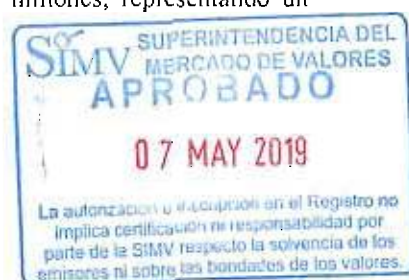 millones, representando un
SIMV SUPERINTENDENCIA DEL
MERCADO DE VALORES
APROBADO
07 MAY 2019
La autorización e inscripción en el Registro no
implica certificación ni responsabilidad por
parte de la SIMV respecto la solvencia de los
emisores ni sobre las bondades de los valores.